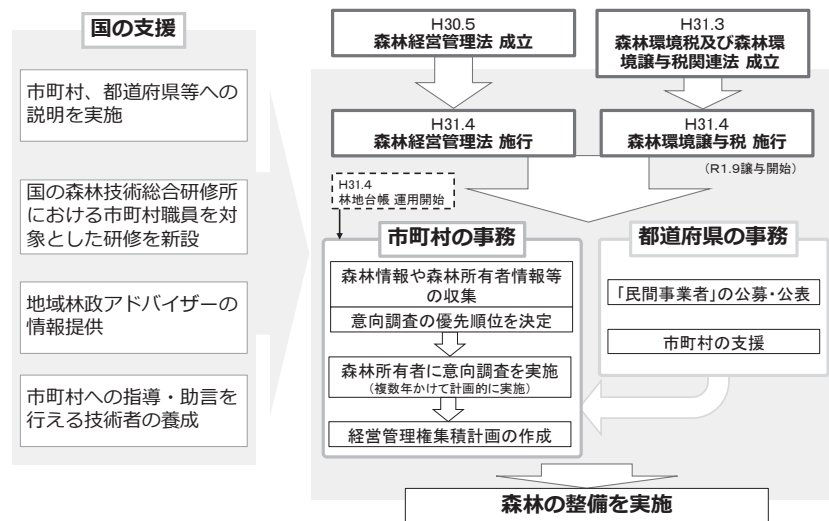 国の支援
市町村、都道府県等への
説明を実施
国の森林技術総合研修所
における市町村職員を対
象とした研修を新設
地域林政アドバイザーの
情報提供
市町村への指導・助言を
行える技術者の養成
H30.5
森林経営管理法 成立
H31.3
森林環境税及び森林環
境譲与税関連法 成立
H31.4
森林経営管理法 施行
H31.4
森林環境譲与税 施行
（R1.9譲与開始）
H31.4
林地台帳 運用開始
市町村の事務
森林情報や森林所有者情報等
の収集
意向調査の優先順位を決定
森林所有者に意向調査を実施
（複数年かけて計画的に実施）
経営管理権集積計画の作成
都道府県の事務
「民間事業者」の公募・公表
市町村の支援
森林の整備を実施